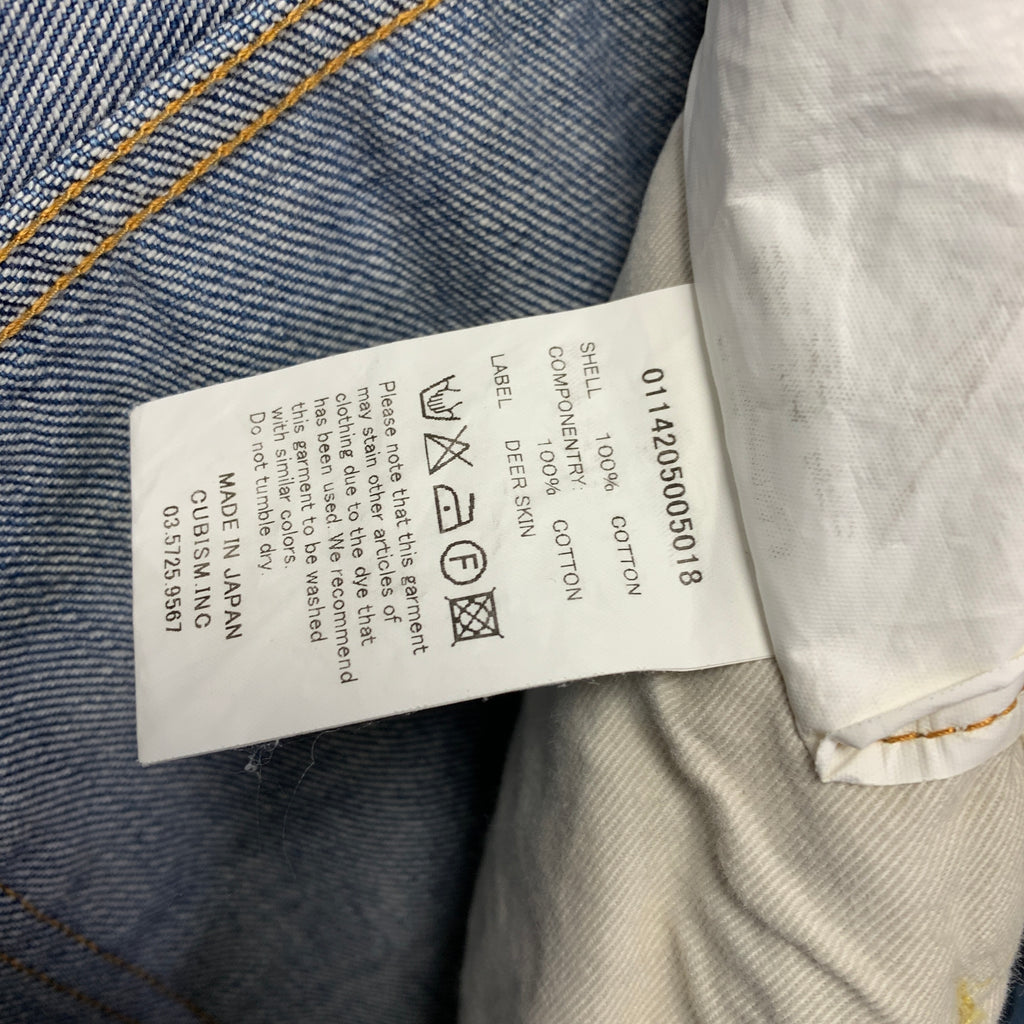 0114205005018
SHELL 100% COTTON
COMPONENTRY: 100% COTTON
LABEL DEER SKIN
F
Please note that this garment
may stain other articles of
clothing due to the dye that
has been used. We recommend
this garment to be washed
with similar colors.
Do not tumble dry.
MADE IN JAPAN
CUBISM.INC
03.5725.9567